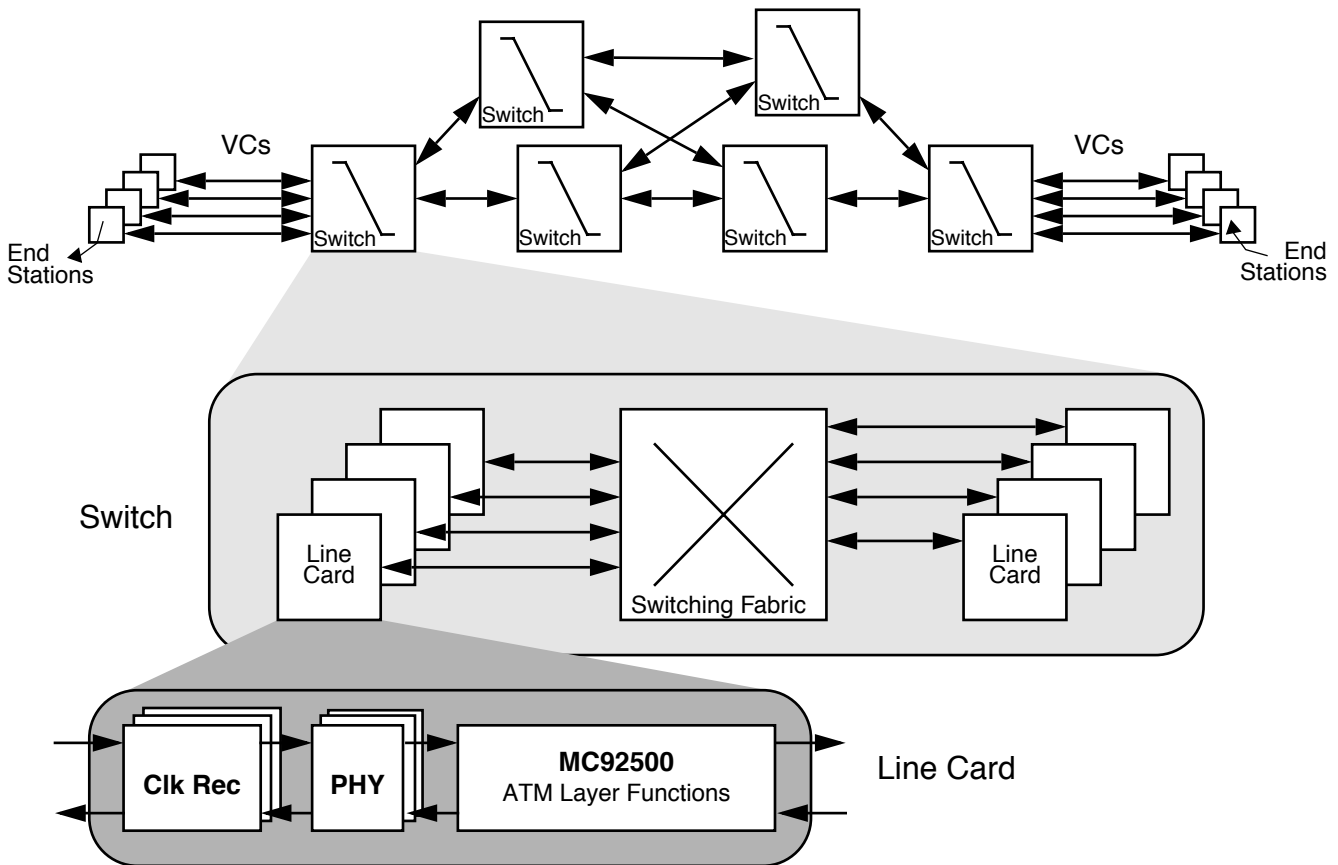 Switch
Switch
VCs
VCs
Switch
Switch
Switch
Switch
End
Stations
End
Stations
Switch
Line
Card
Switching Fabric
Line
Card
Clk Rec
PHY
MC92500
ATM Layer Functions
Line Card